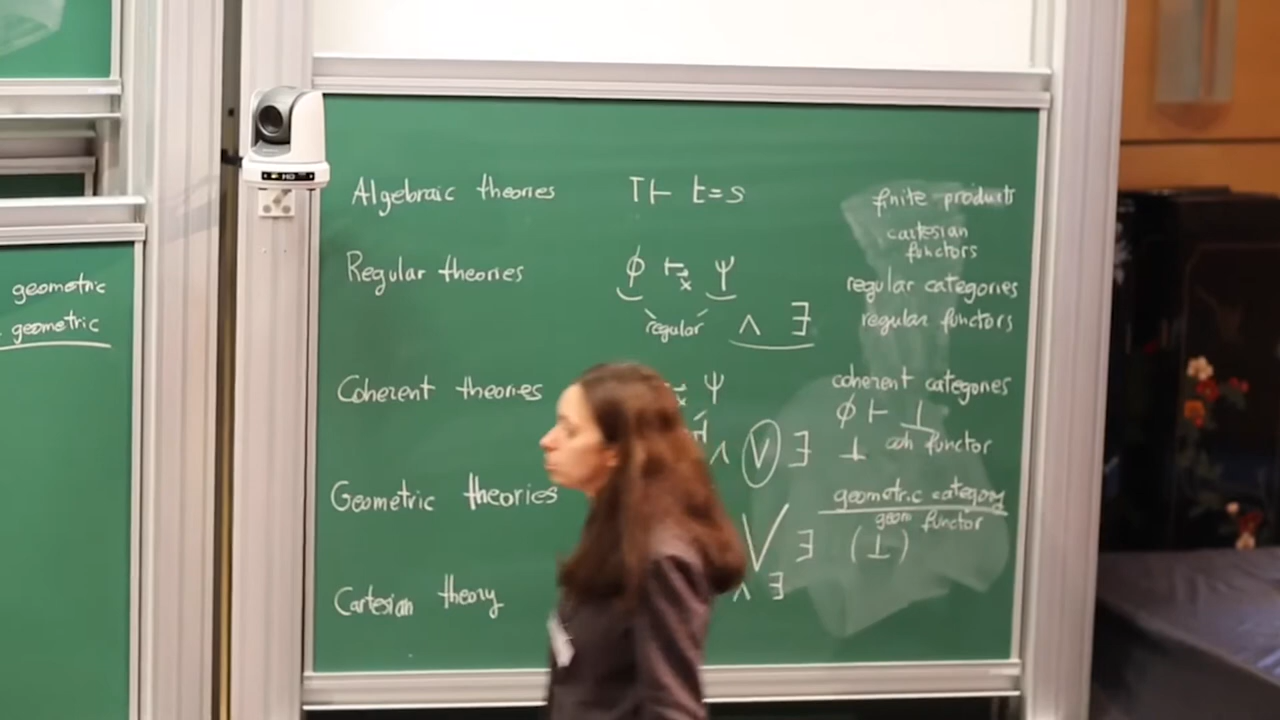 Algebraic theories T⊢ t=s finite products
cartesian
functors
Regular theories ϕ ⊢x ψ regular categories
regular ∧ ∃ regular functors
Coherent theories x ψ coherent categories
ϕ ⊢ ⊥
∧ ∨ ∃ ⊥ coh functor
Geometric theories geometric category
geom functor
⋁ ∃ (⊥)
Cartesian theory ∧ ∃
geometric
geometric
HD